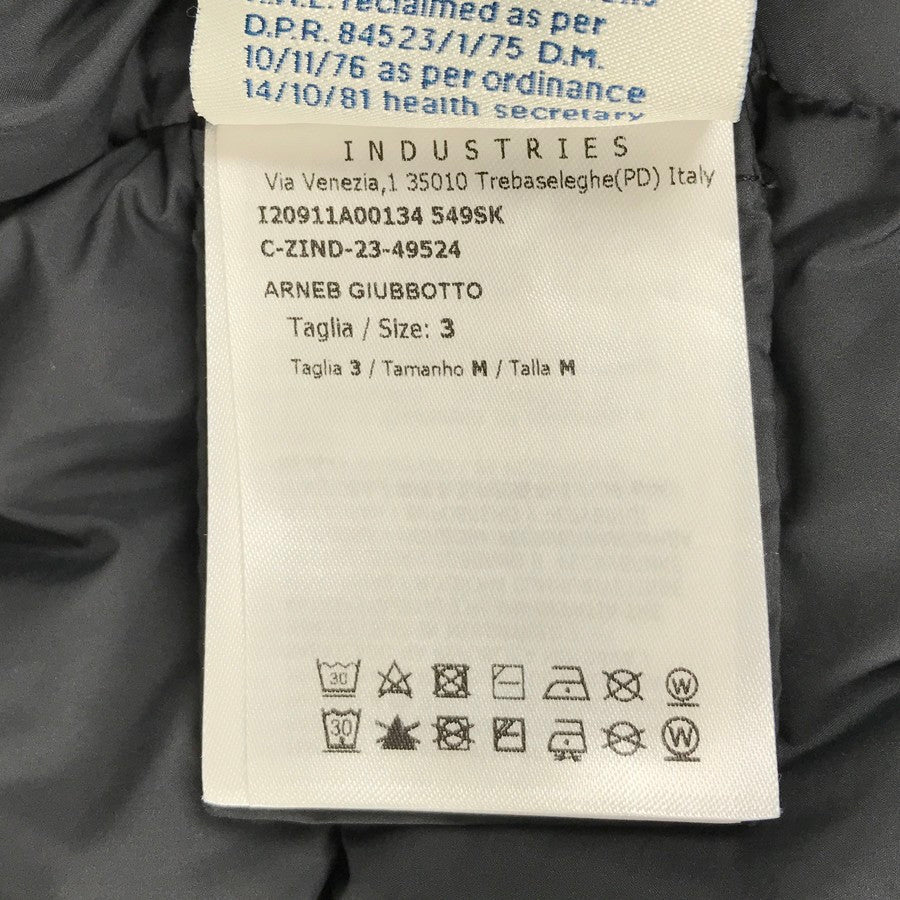 reclaimed as per
D.P.R. 84523/1/75 D.M.
10/11/76 as per ordinance
14/10/81 health secretary
INDUSTRIES
Via Venezia,1 35010 Trebaseleghe(PD) Italy
I20911A00134 549SK
C-ZIND-23-49524
ARNEB GIUBBOTTO
Taglia / Size: 3
Taglia 3 / Tamanho M / Talla M
30 W
30 W